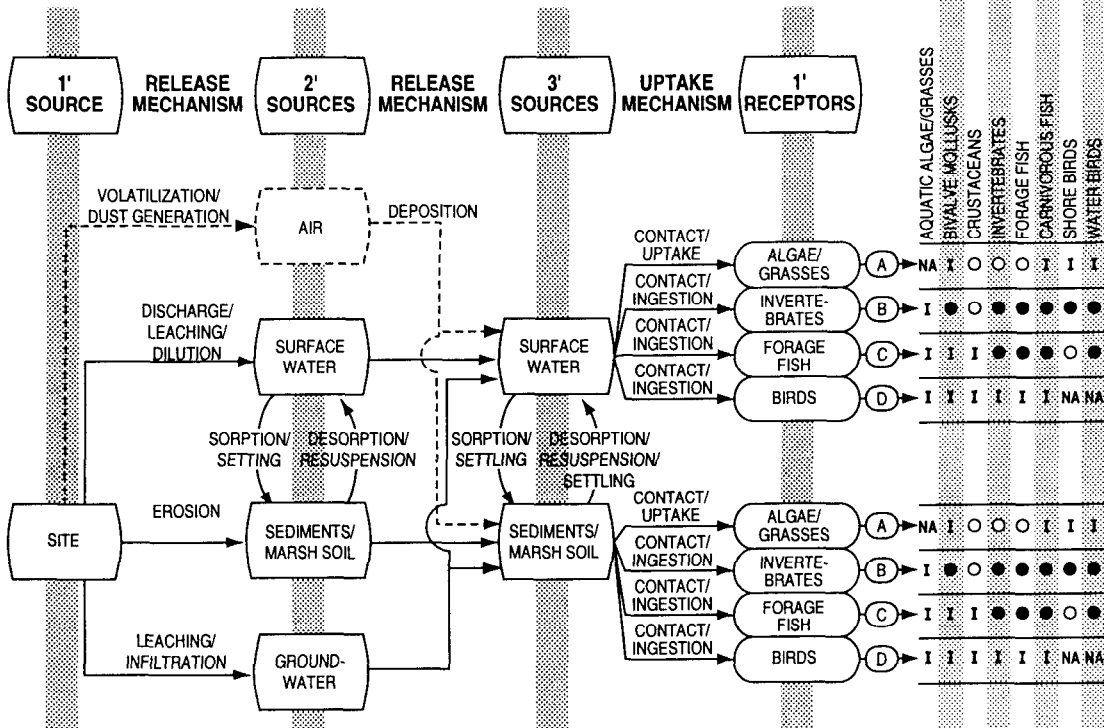 1' SOURCE
RELEASE MECHANISM
2' SOURCES
RELEASE MECHANISM
3' SOURCES
UPTAKE MECHANISM
1' RECEPTORS
AQUATIC ALGAE/GRASSES
BIVALVE MOLLUSKS
CRUSTACEANS
INVERTEBRATES
FORAGE FISH
CARNIVOROUS FISH
SHORE BIRDS
WATER BIRDS
VOLATILIZATION/
DUST GENERATION
AIR
DEPOSITION
CONTACT/
UPTAKE
ALGAE/
GRASSES
A
NA I O O O I I I
CONTACT/
INGESTION
INVERTE-
BRATES
B
I ● O ● ● ● ● ●
DISCHARGE/
LEACHING/
DILUTION
SURFACE
WATER
SURFACE
WATER
CONTACT/
INGESTION
FORAGE
FISH
C
I I I ● ● ● O ●
CONTACT/
INGESTION
BIRDS
D
I I I I I I NA NA
SORPTION/
SETTING
DESORPTION/
RESUSPENSION
SORPTION/
SETTLING
DESORPTION/
RESUSPENSION/
SETTLING
SITE
EROSION
SEDIMENTS/
MARSH SOIL
SEDIMENTS/
MARSH SOIL
CONTACT/
UPTAKE
ALGAE/
GRASSES
A
NA I O O O I I I
CONTACT/
INGESTION
INVERTE-
BRATES
B
I ● O ● ● ● ● ●
CONTACT/
INGESTION
FORAGE
FISH
C
I I I ● ● ● O ●
LEACHING/
INFILTRATION
GROUND-
WATER
CONTACT/
INGESTION
BIRDS
D
I I I I I I NA NA